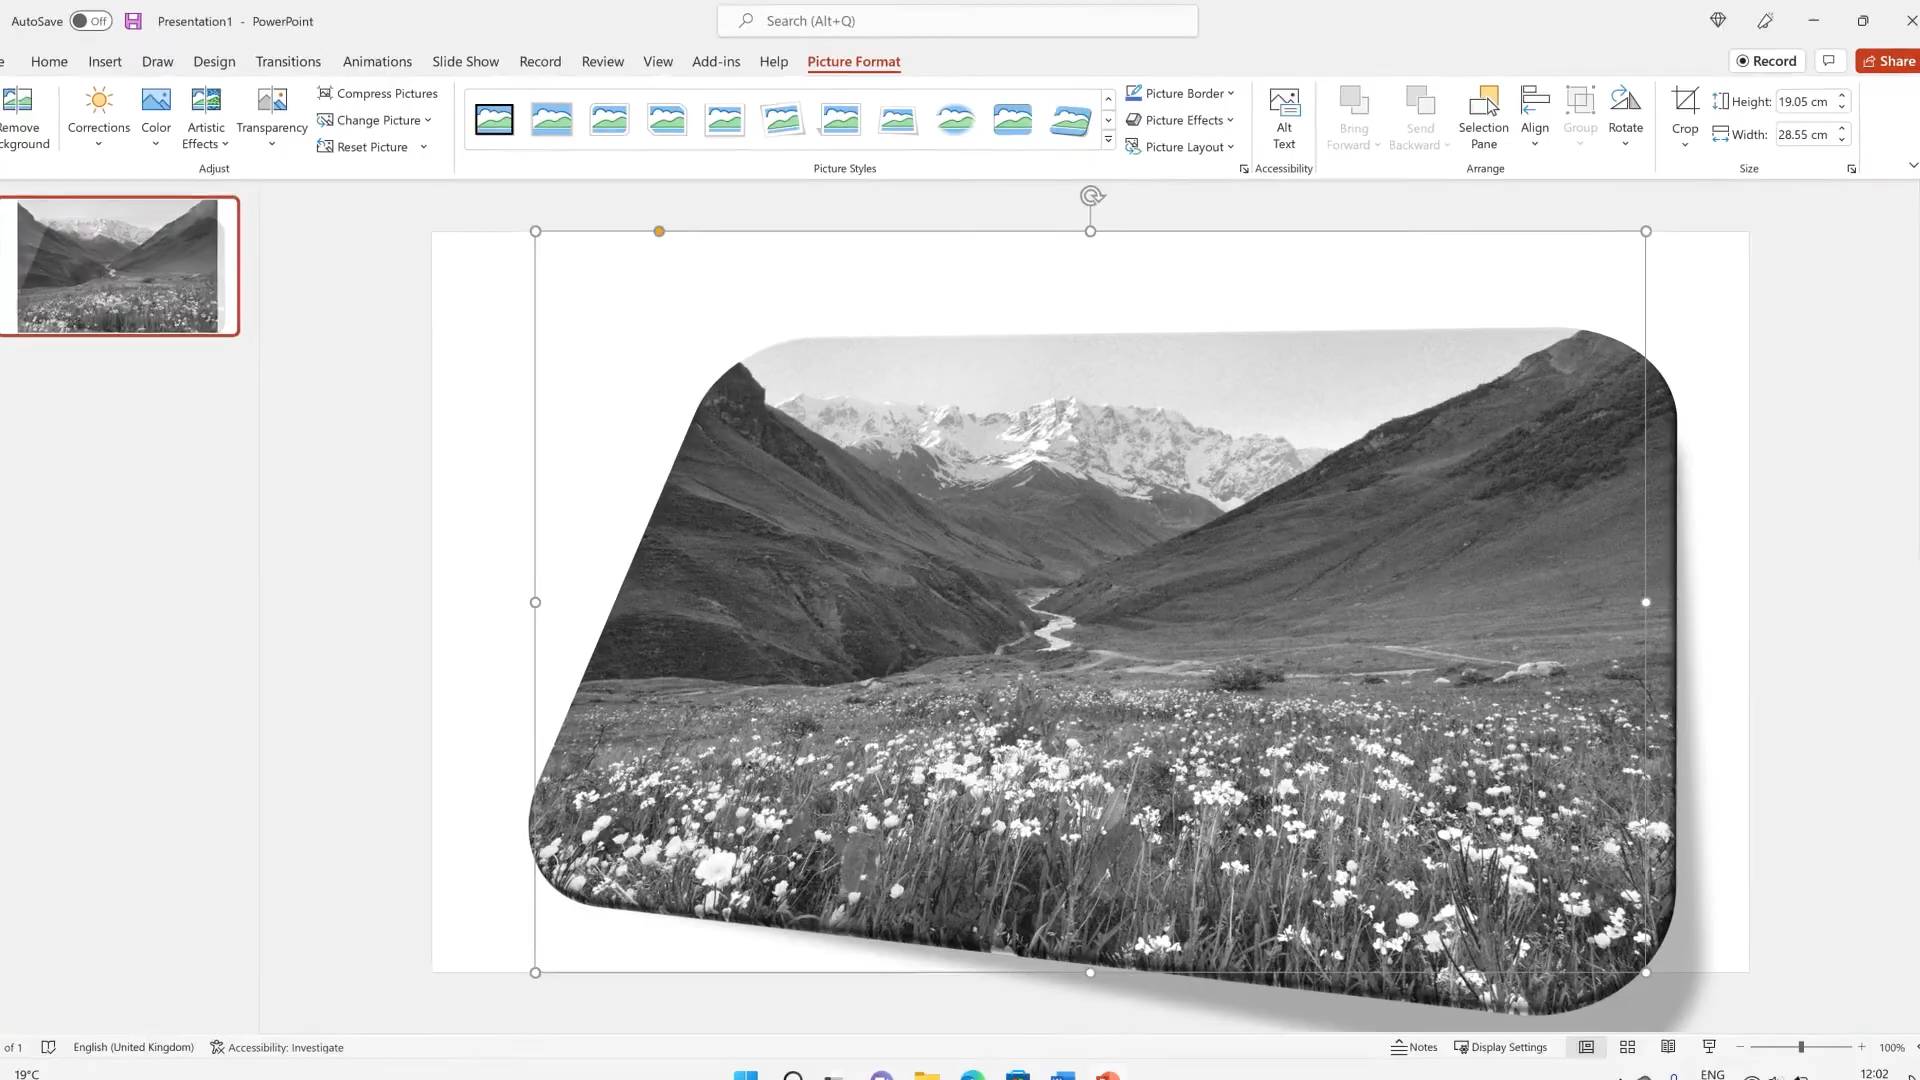 AutoSave Off Presentation1 - PowerPoint Search (Alt+Q)
e Home Insert Draw Design Transitions Animations Slide Show Record Review View Add-ins Help Picture Format Record Share
Remove
ckground
Corrections
Color
Artistic
Effects
Transparency
Compress Pictures
Change Picture
Reset Picture
Adjust
Picture Styles
Picture Border
Picture Effects
Picture Layout
Alt
Text
Accessibility
Bring
Forward
Send
Backward
Selection
Pane
Align
Group
Rotate
Arrange
Crop
Height: 19.05 cm
Width: 28.55 cm
Size
of 1 English (United Kingdom) Accessibility: Investigate Notes Display Settings 100%
19°C
ENG
12:02